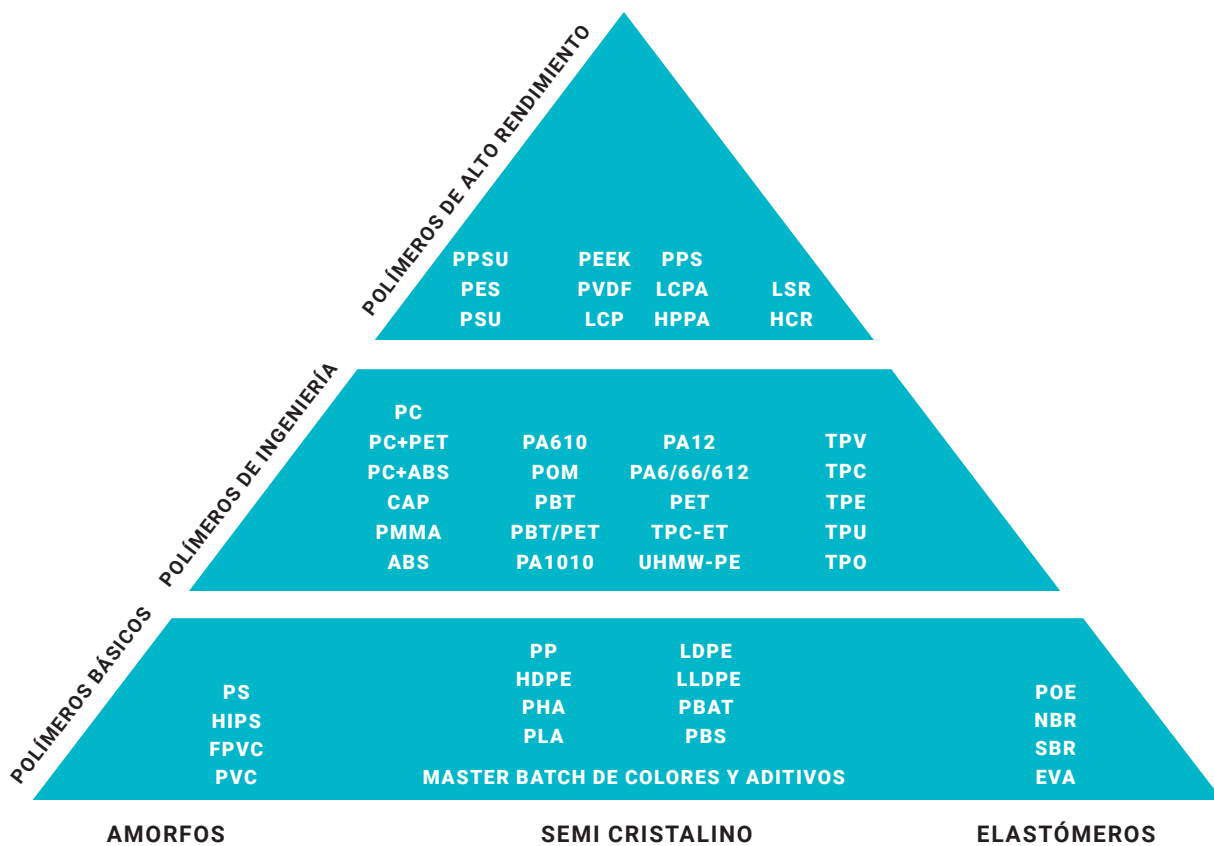 POLÍMEROS DE ALTO RENDIMIENTO
PPSU PEEK PPS
PES PVDF LCPA LSR
PSU LCP HPPA HCR
POLÍMEROS DE INGENIERÍA
PC
PC+PET PA610 PA12 TPV
PC+ABS POM PA6/66/612 TPC
CAP PBT PET TPE
PMMA PBT/PET TPC-ET TPU
ABS PA1010 UHMW-PE TPO
POLÍMEROS BÁSICOS
PP LDPE
HDPE LLDPE
PS PHA PBAT POE
HIPS PLA PBS NBR
FPVC SBR
PVC MASTER BATCH DE COLORES Y ADITIVOS EVA
AMORFOS SEMI CRISTALINO ELASTÓMEROS